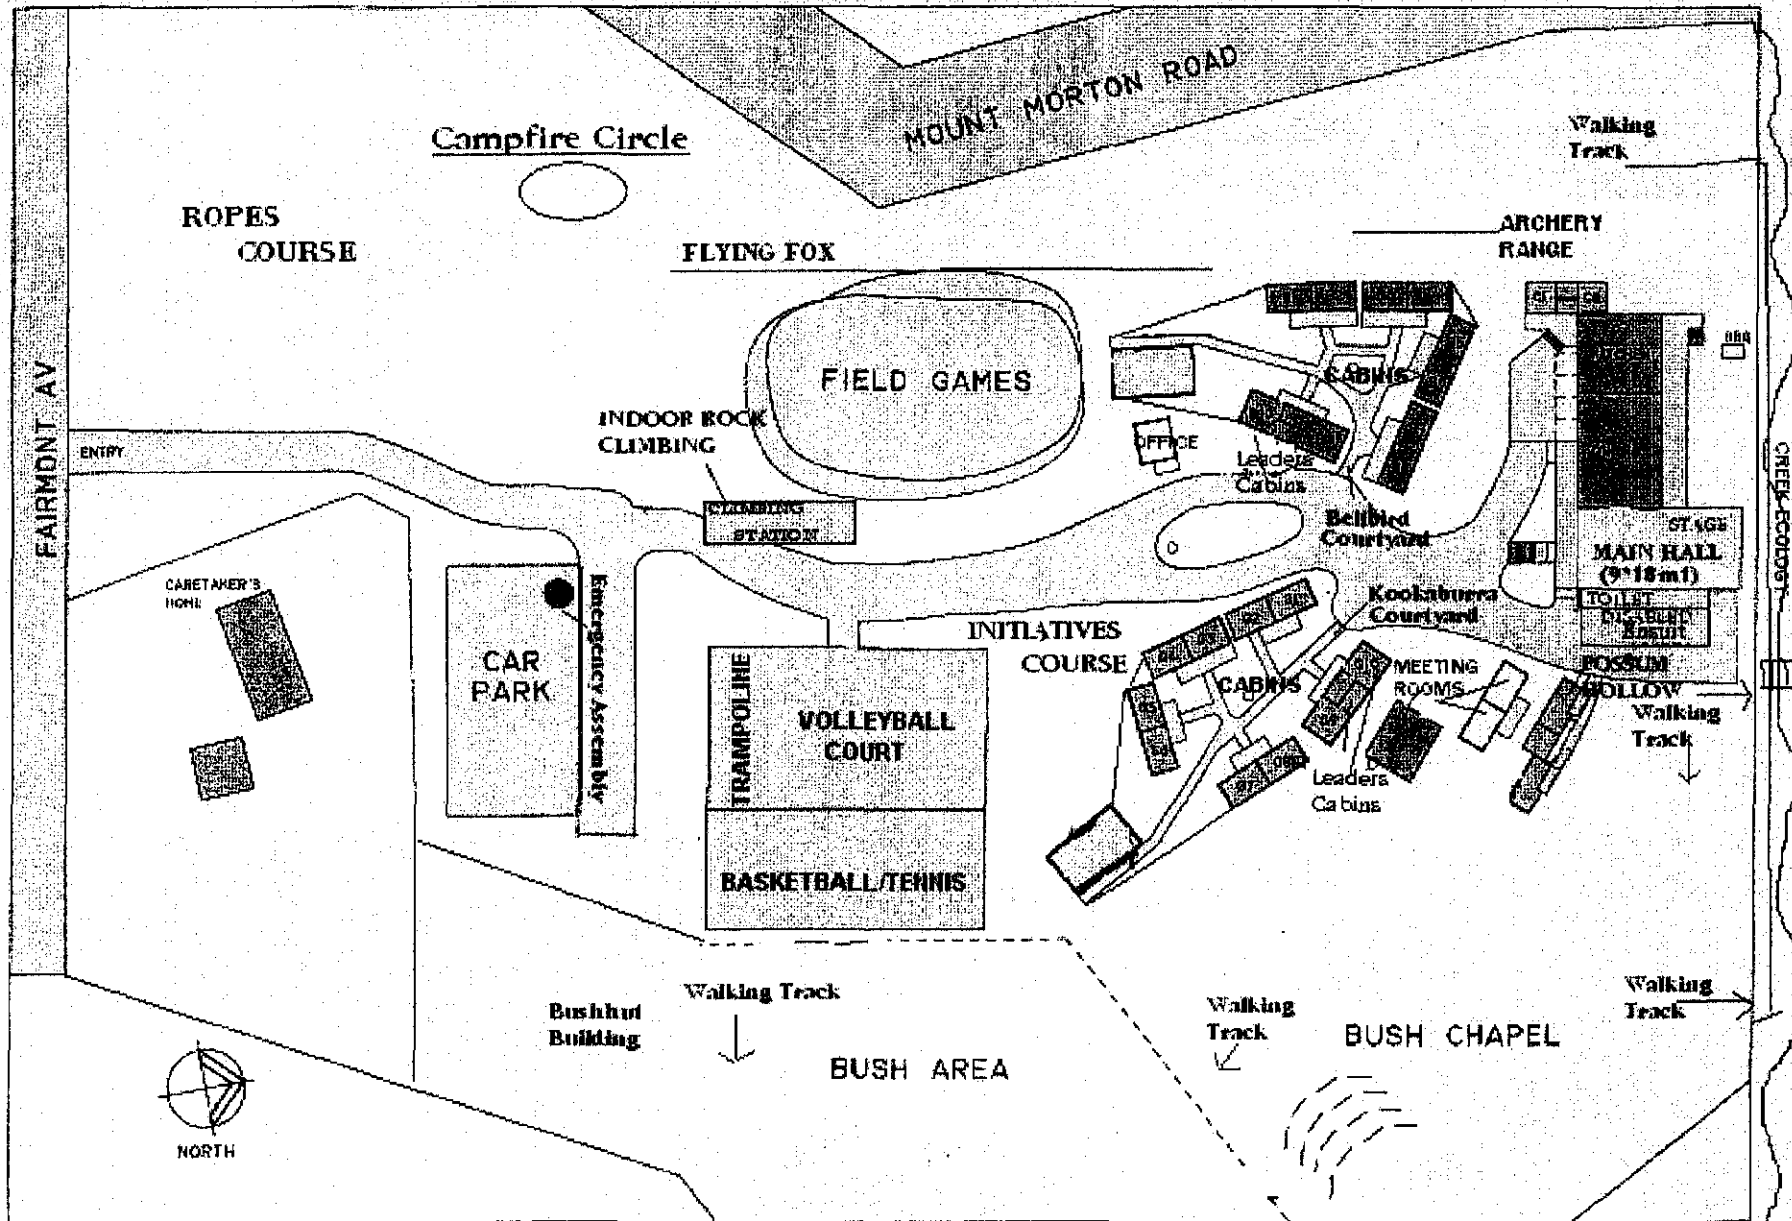 MOUNT MORTON ROAD
Campfire Circle
Walking
Track
ROPES
COURSE
ARCHERY
RANGE
FLYING FOX
FAIRMONT AV
FIELD GAMES
CABINS
BBQ
INDOOR ROCK
CLIMBING
ENTRY
OFFICE
Leaders
Cabins
CREEK ECOLOGY
CLIMBING
STATION
Bellbird
Courtyard
STAGE
MAIN HALL
TOILET
CARETAKER'S
HOME
Emergency Assembly
Kookaburra
Courtyard
INITIATIVES
COURSE
CAR
PARK
TRAMPOLINE
VOLLEYBALL
COURT
CABINS
MEETING
ROOMS
POSSUM
HOLLOW
Walking
Track
Leaders
Cabins
BASKETBALL/TENNIS
Walking Track
Bushhut
Building
Walking
Track
Walking
Track
BUSH CHAPEL
BUSH AREA
NORTH